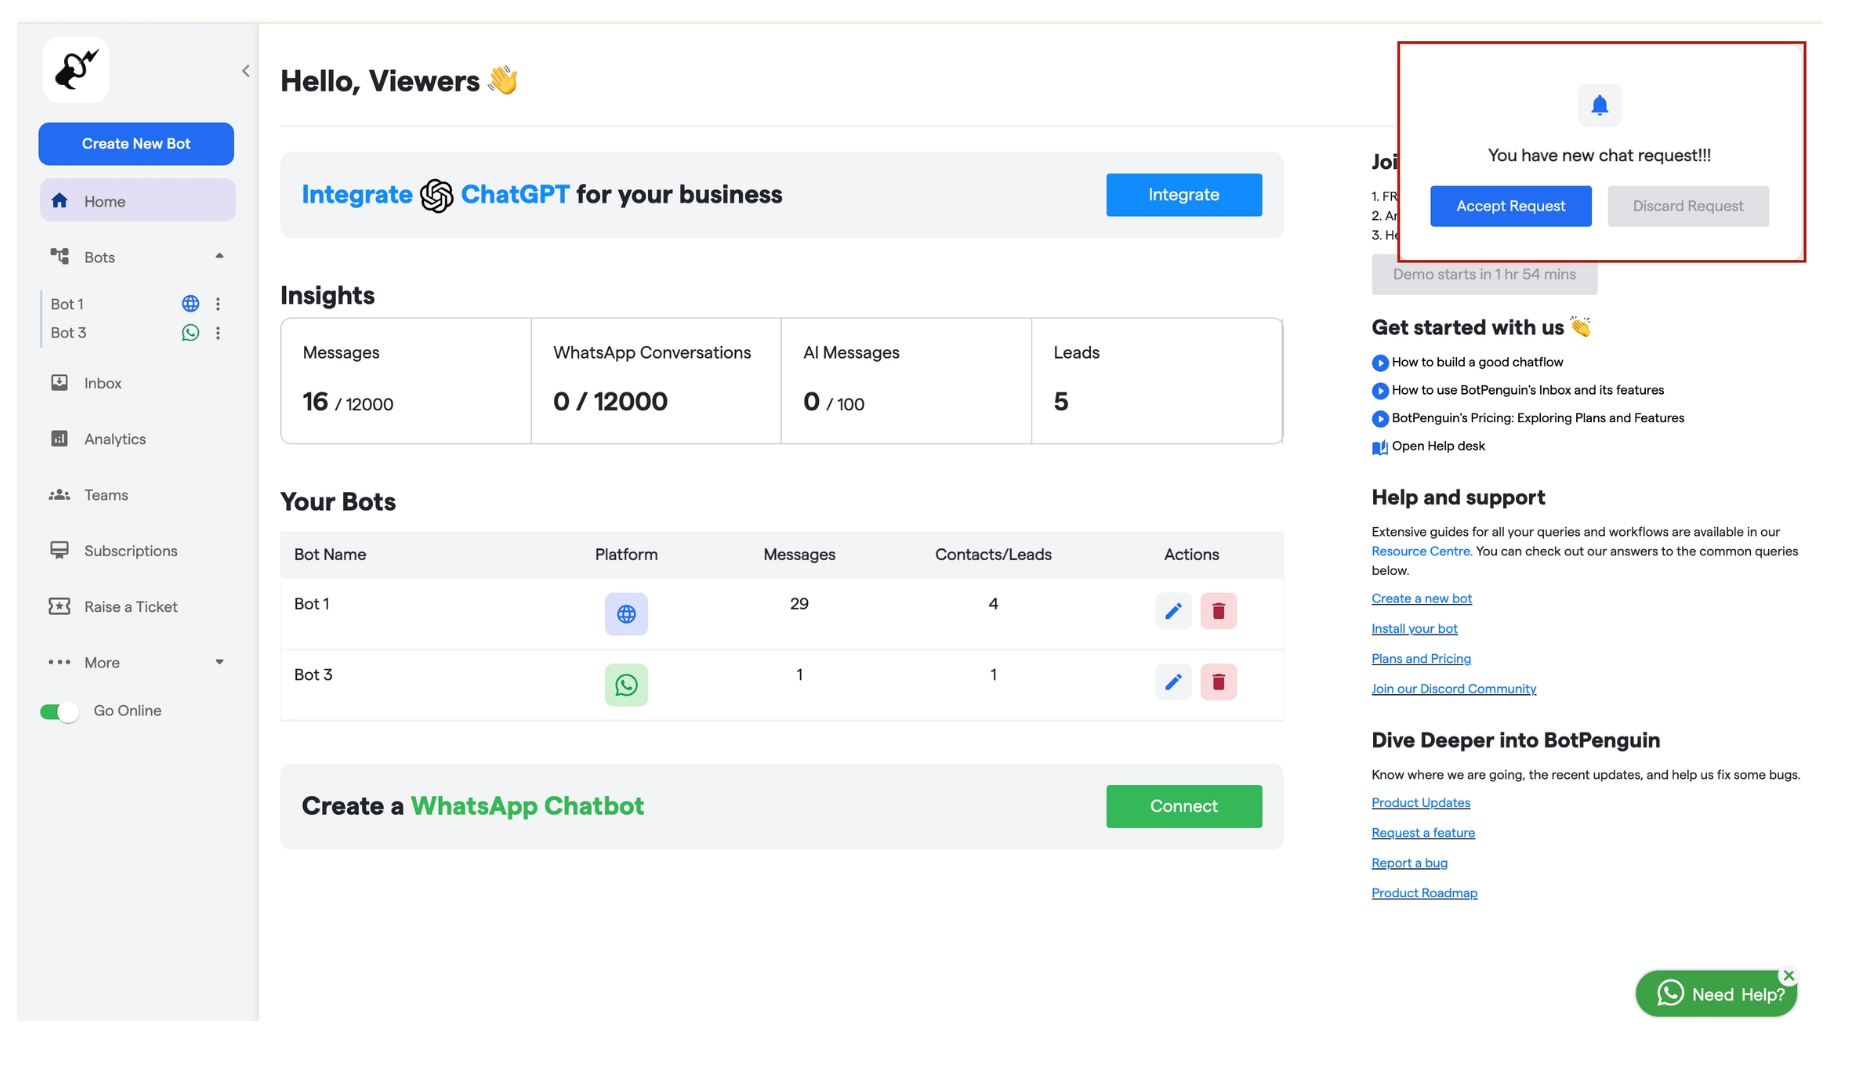 Create New Bot
Home
Bots
Bot 1
Bot 3
Inbox
Analytics
Teams
Subscriptions
Raise a Ticket
More
Go Online
Hello, Viewers 👋
Integrate ChatGPT for your business
Integrate
Insights
Messages
16 / 12000
WhatsApp Conversations
0 / 12000
AI Messages
0 / 100
Leads
5
Your Bots
Bot Name Platform Messages Contacts/Leads Actions
Bot 1 29 4
Bot 3 1 1
Create a WhatsApp Chatbot
Connect
You have new chat request!!!
Accept Request
Discard Request
Joi
1. FR
2. Ar
3. He
Demo starts in 1 hr 54 mins
Get started with us 👏
How to build a good chatflow
How to use BotPenguin's Inbox and its features
BotPenguin's Pricing: Exploring Plans and Features
Open Help desk
Help and support
Extensive guides for all your queries and workflows are available in our
Resource Centre. You can check out our answers to the common queries
below.
Create a new bot
Install your bot
Plans and Pricing
Join our Discord Community
Dive Deeper into BotPenguin
Know where we are going, the recent updates, and help us fix some bugs.
Product Updates
Request a feature
Report a bug
Product Roadmap
Need Help?